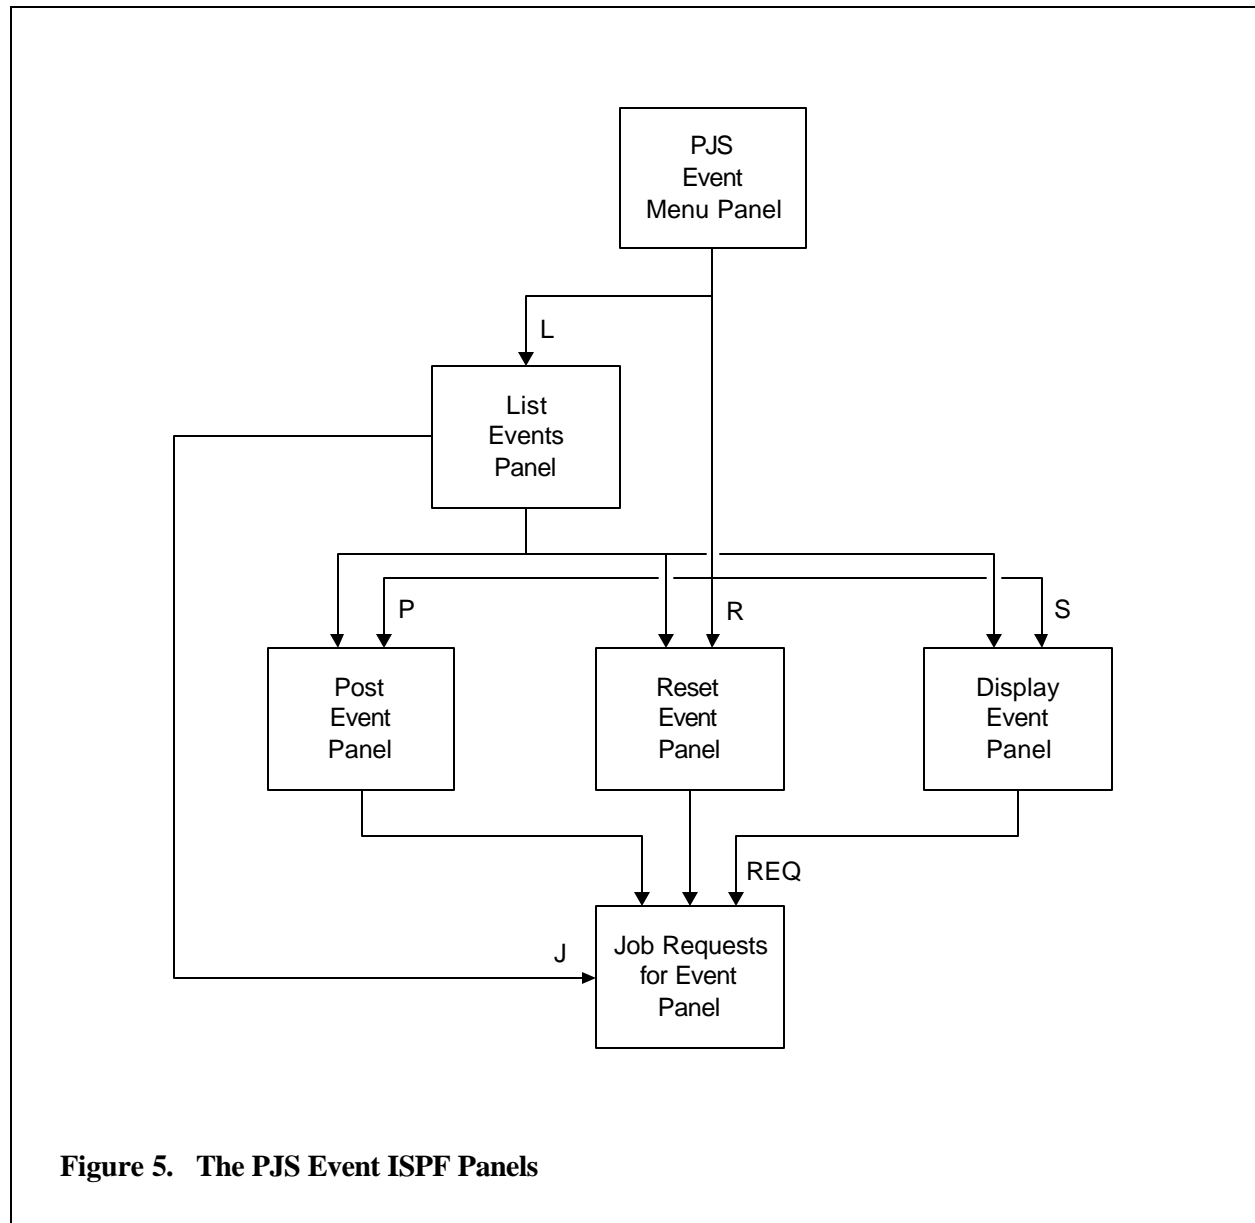 PJS
Event
Menu Panel
L
List
Events
Panel
P
R
S
Post
Event
Panel
Reset
Event
Panel
Display
Event
Panel
REQ
J
Job Requests
for Event
Panel
Figure 5. The PJS Event ISPF Panels